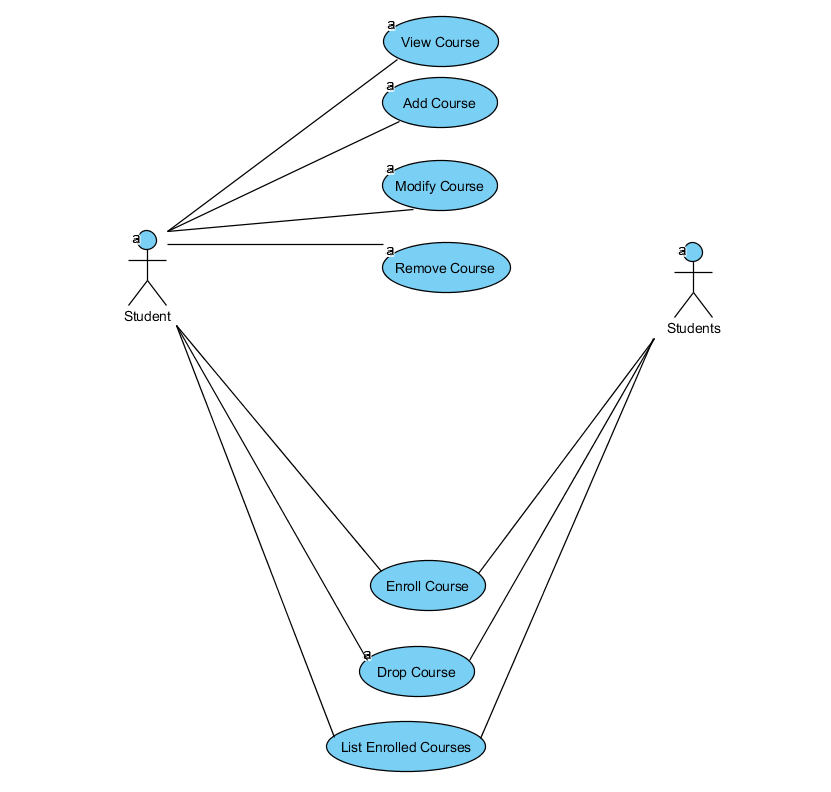 a
View Course
a
Add Course
a
Modify Course
a
Student
a
Remove Course
a
Students
Enroll Course
a
Drop Course
List Enrolled Courses